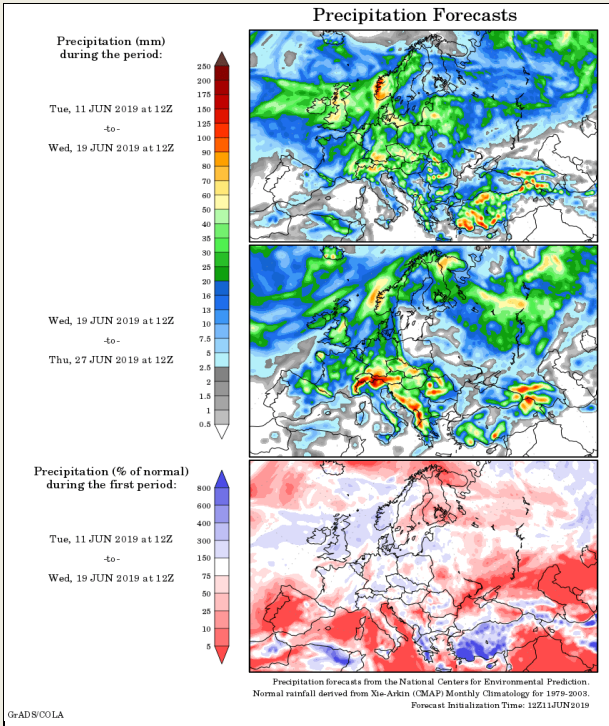 Precipitation Forecasts
Precipitation (mm)
during the period:
Tue, 11 JUN 2019 at 12Z
-to-
Wed, 19 JUN 2019 at 12Z
250
200
175
150
125
100
90
80
70
60
50
40
35
30
25
20
16
13
10
7.5
5
2.5
2
1.5
1
0.5
Wed, 19 JUN 2019 at 12Z
-to-
Thu, 27 JUN 2019 at 12Z
Precipitation (% of normal)
during the first period:
Tue, 11 JUN 2019 at 12Z
-to-
Wed, 19 JUN 2019 at 12Z
800
600
400
300
150
75
50
25
10
5
Precipitation forecasts from the National Centers for Environmental Prediction.
Normal rainfall derived from Xie-Arkin (CMAP) Monthly Climatology for 1979-2003.
Forecast Initialization Time: 12Z11JUN2019
GrADS/COLA